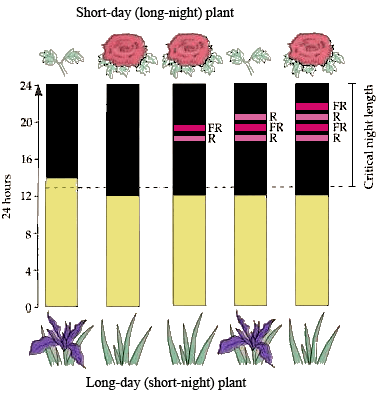 Short-day (long-night) plant
24
20
16
12
8
4
0
24 hours
FR
R
R
FR
R
FR
R
FR
R
Critical night length
Long-day (short-night) plant